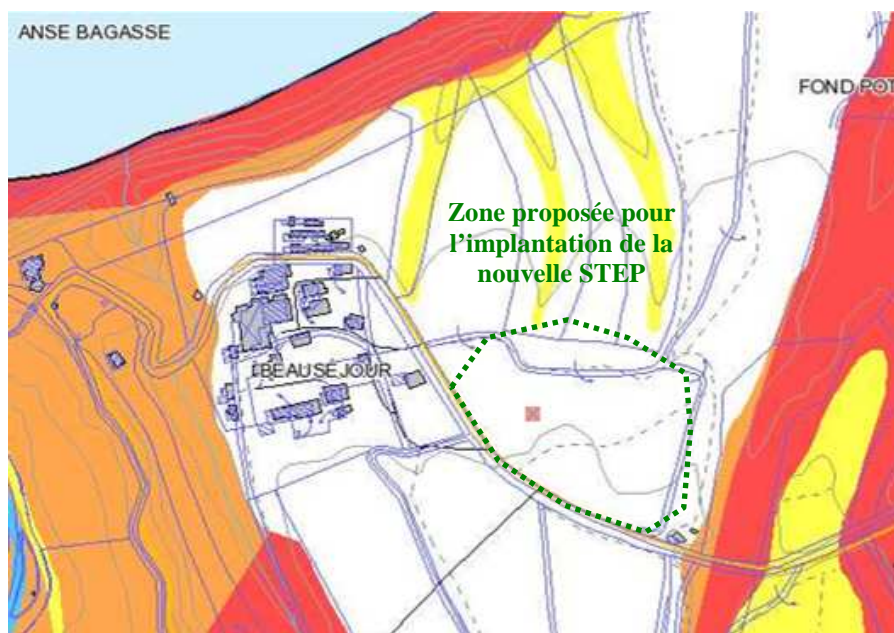 ANSE BAGASSE
FOND POT
Zone proposée pour
l'implantation de la
nouvelle STEP
BEAUSÉJOUR